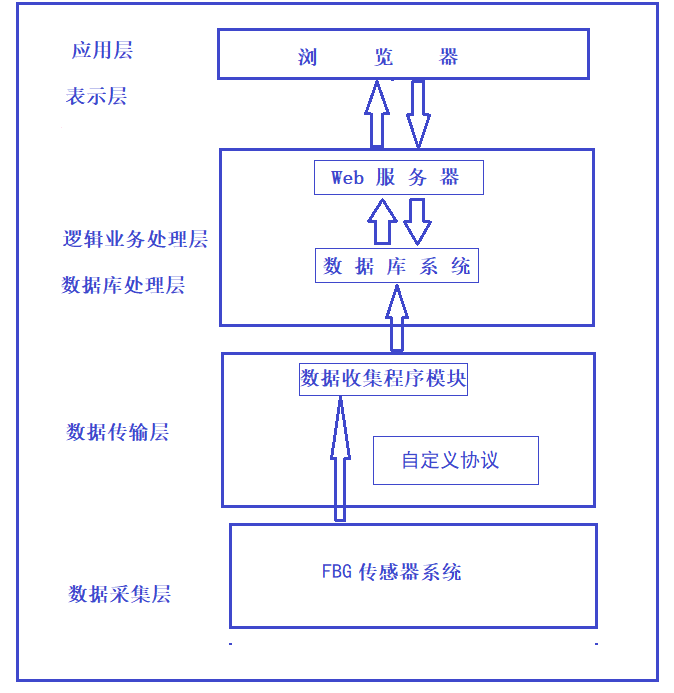 应用层
浏 览 器
表示层
Web 服 务 器
逻辑业务处理层
数据库处理层
数 据 库 系 统
数据收集程序模块
数据传输层
自定义协议
FBG 传感器系统
数据采集层